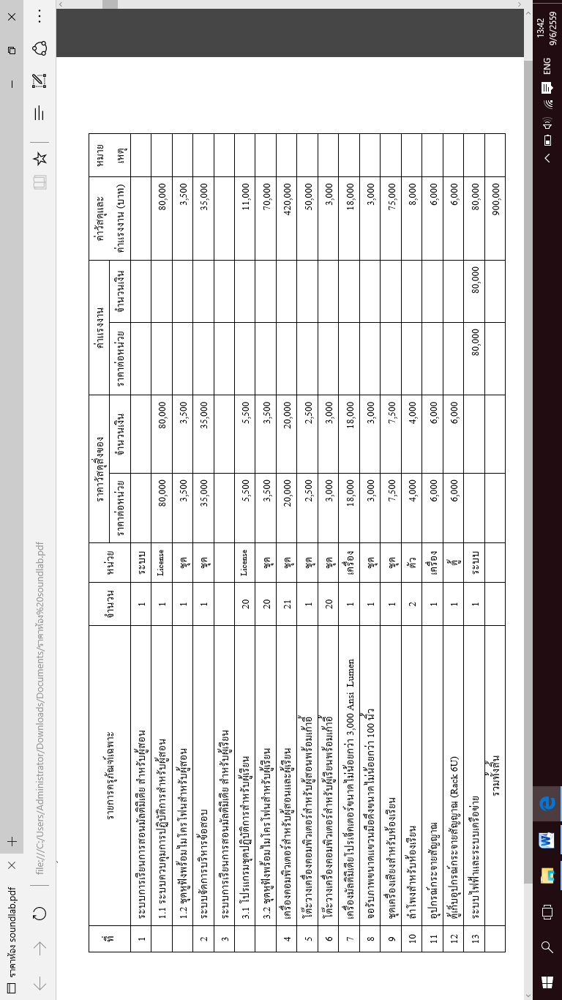 ราคาห้อง soundlab.pdf
file:///C:/Users/Administrator/Downloads/Documents/ราคาห้อง%20soundlab.pdf
ที่ รายการครุภัณฑ์เฉพาะ จำนวน หน่วย ราคาวัสดุสิ่งของ ค่าแรงงาน ค่าวัสดุและ หมาย
ราคาต่อหน่วย จำนวนเงิน ราคาต่อหน่วย จำนวนเงิน ค่าแรงงาน (บาท) เหตุ
1 ระบบการเรียนการสอนมัลติมีเดีย สำหรับผู้สอน 1 ระบบ
1.1 ระบบควบคุมการปฏิบัติการสำหรับผู้สอน 1 License 80,000 80,000 80,000
1.2 ชุดหูฟังพร้อมไมโครโฟนสำหรับผู้สอน 1 ชุด 3,500 3,500 3,500
2 ระบบจัดการบริหารข้อสอบ 1 ชุด 35,000 35,000 35,000
3 ระบบการเรียนการสอนมัลติมีเดีย สำหรับผู้เรียน
3.1 โปรแกรมชุดปฏิบัติการสำหรับผู้เรียน 20 License 5,500 5,500 11,000
3.2 ชุดหูฟังพร้อมไมโครโฟนสำหรับผู้เรียน 20 ชุด 3,500 3,500 70,000
4 เครื่องคอมพิวเตอร์สำหรับผู้สอนและผู้เรียน 21 ชุด 20,000 20,000 420,000
5 โต๊ะวางเครื่องคอมพิวเตอร์สำหรับผู้สอนพร้อมเก้าอี้ 1 ชุด 2,500 2,500 50,000
6 โต๊ะวางเครื่องคอมพิวเตอร์สำหรับผู้เรียนพร้อมเก้าอี้ 20 ชุด 3,000 3,000 3,000
7 เครื่องมัลติมีเดียโปรเจ็คเตอร์ขนาดไม่น้อยกว่า 3,000 Ansi Lumen 1 เครื่อง 18,000 18,000 18,000
8 จอรับภาพขนาดแขวนมือดึงขนาดไม่น้อยกว่า 100 นิ้ว 1 ชุด 3,000 3,000 3,000
9 ชุดเครื่องเสียงสำหรับห้องเรียน 1 ชุด 7,500 7,500 75,000
10 ลำโพงสำหรับห้องเรียน 2 ตัว 4,000 4,000 8,000
11 อุปกรณ์กระจายสัญญาณ 1 เครื่อง 6,000 6,000 6,000
12 ตู้เก็บอุปกรณ์กระจายสัญญาณ (Rack 6U) 1 ตู้ 6,000 6,000 6,000
13 ระบบไฟฟ้าและระบบเครือข่าย 1 ระบบ 80,000 80,000 80,000
รวมทั้งสิ้น 900,000
ENG
13:42
9/6/2559